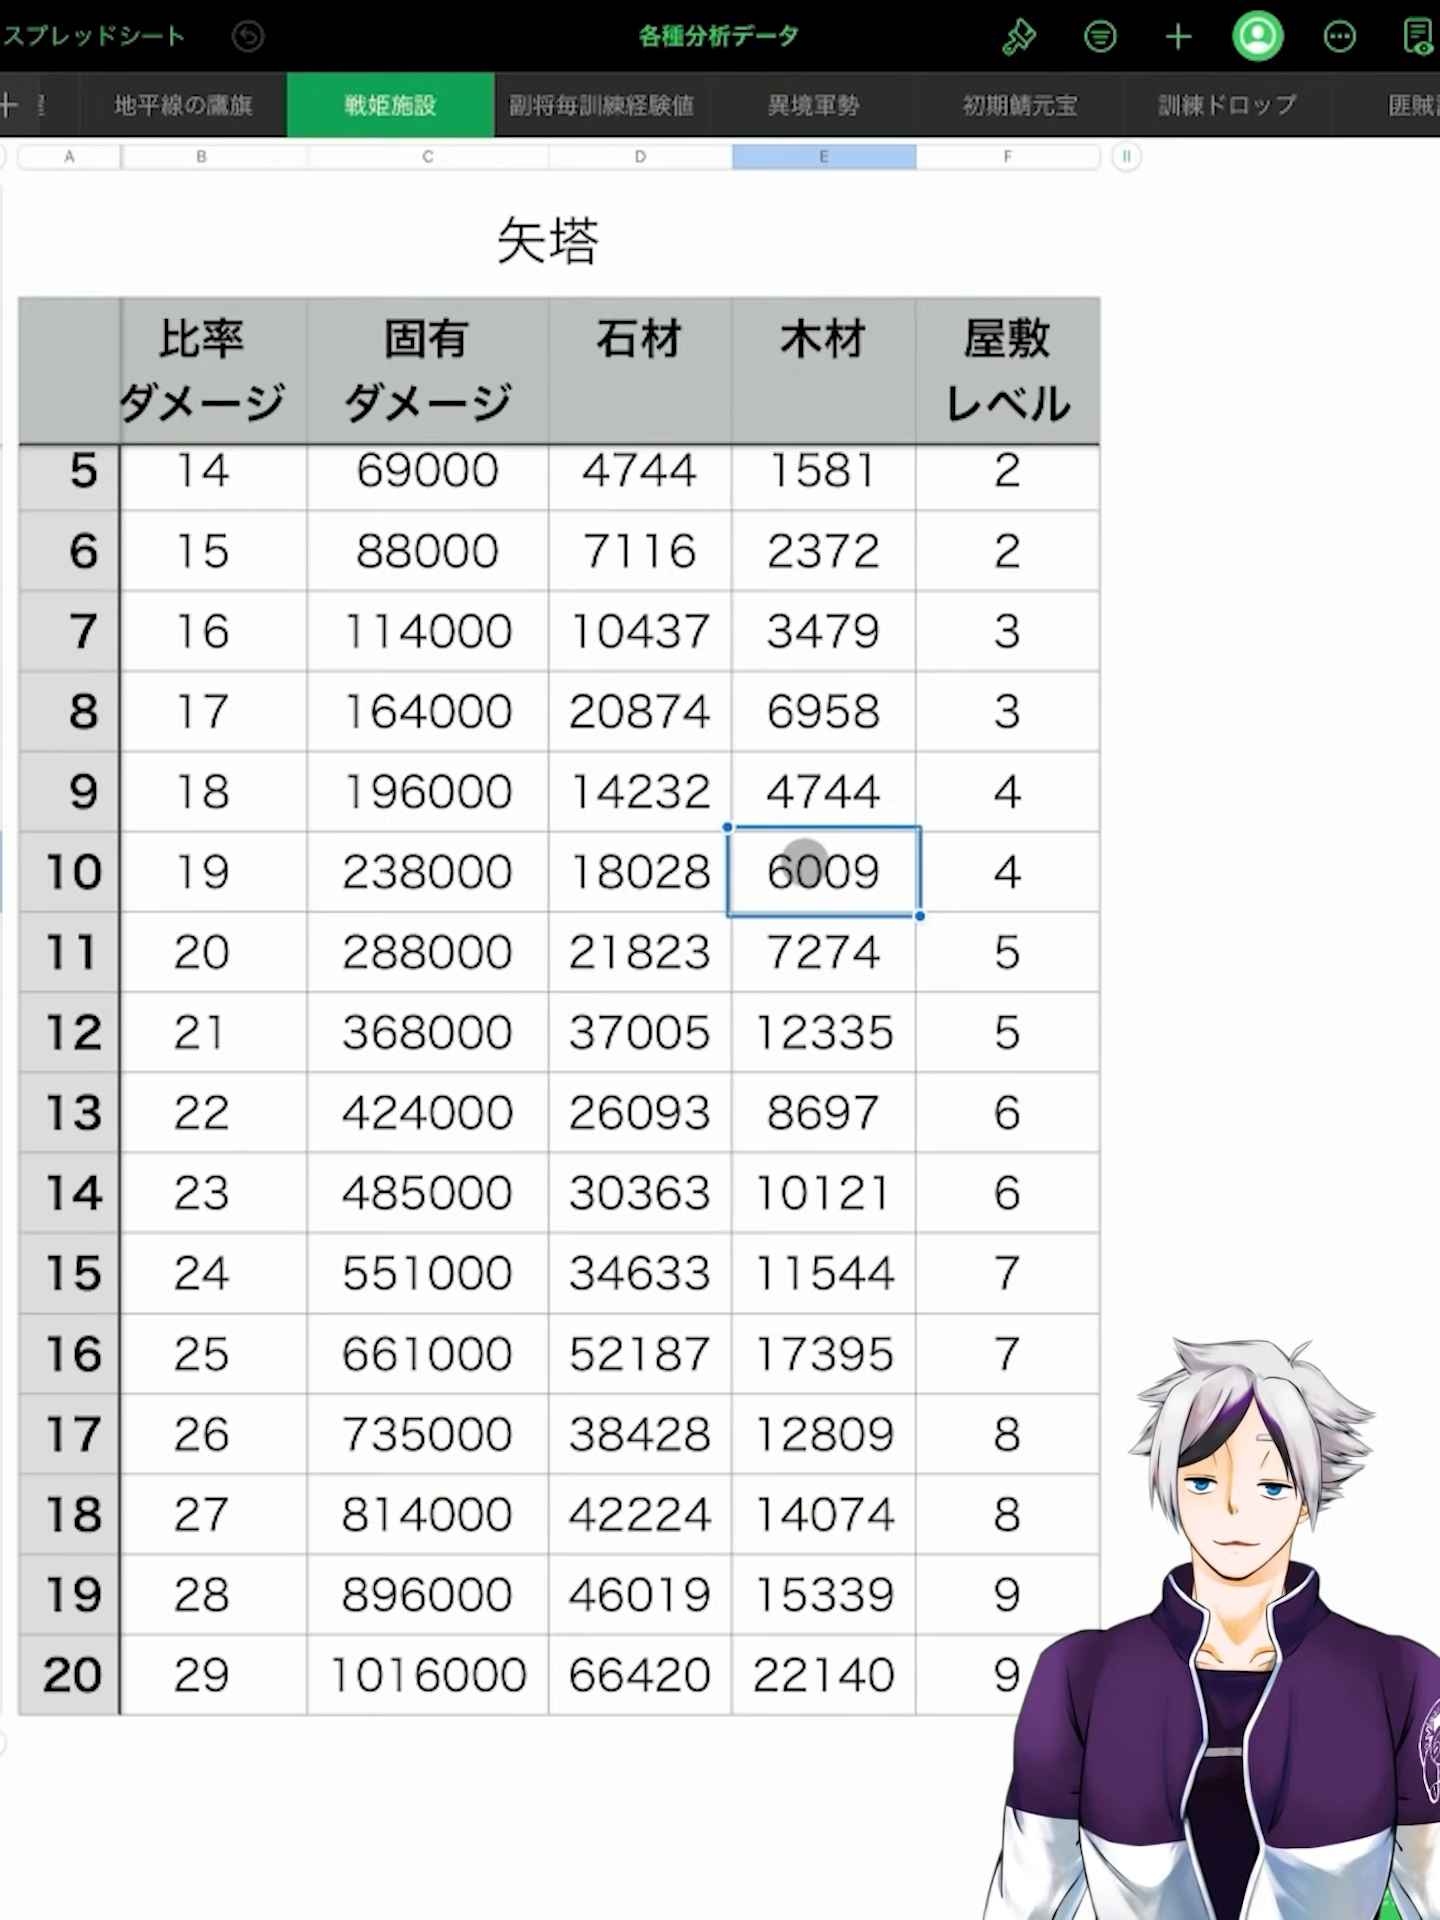 スプレッドシート
各種分析データ
地平線の鷹旗 戦姫施設 副将毎訓練経験値 異境軍勢 初期鯖元宝 訓練ドロップ 匪賊
A B C D E F
矢塔
比率ダメージ 固有ダメージ 石材 木材 屋敷レベル
5 14 69000 4744 1581 2
6 15 88000 7116 2372 2
7 16 114000 10437 3479 3
8 17 164000 20874 6958 3
9 18 196000 14232 4744 4
10 19 238000 18028 6009 4
11 20 288000 21823 7274 5
12 21 368000 37005 12335 5
13 22 424000 26093 8697 6
14 23 485000 30363 10121 6
15 24 551000 34633 11544 7
16 25 661000 52187 17395 7
17 26 735000 38428 12809 8
18 27 814000 42224 14074 8
19 28 896000 46019 15339 9
20 29 1016000 66420 22140 9